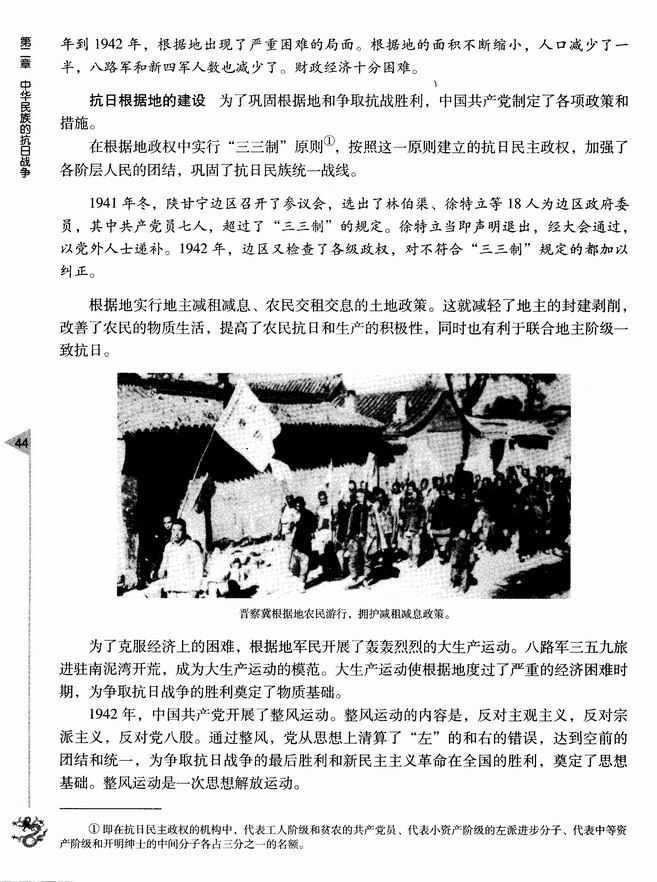 第二章 中华民族的抗日战争
年到 1942 年，根据地出现了严重困难的局面。根据地的面积不断缩小，人口减少了一
半，八路军和新四军人数也减少了。财政经济十分困难。
抗日根据地的建设 为了巩固根据地和争取抗战胜利，中国共产党制定了各项政策和
措施。
在根据地政权中实行“三三制”原则①，按照这一原则建立的抗日民主政权，加强了
各阶层人民的团结，巩固了抗日民族统一战线。
1941 年冬，陕甘宁边区召开了参议会，选出了林伯渠、徐特立等 18 人为边区政府委
员，其中共产党员七人，超过了“三三制”的规定。徐特立当即声明退出，经大会通过，
以党外人士递补。1942 年，边区又检查了各级政权，对不符合“三三制”规定的都加以
纠正。
根据地实行地主减租减息、农民交租交息的土地政策。这就减轻了地主的封建剥削，
改善了农民的物质生活，提高了农民抗日和生产的积极性，同时也有利于联合地主阶级一
致抗日。
44
晋察冀根据地农民游行，拥护减租减息政策。
为了克服经济上的困难，根据地军民开展了轰轰烈烈的大生产运动。八路军三五九旅
进驻南泥湾开荒，成为大生产运动的模范。大生产运动使根据地度过了严重的经济困难时
期，为争取抗日战争的胜利奠定了物质基础。
1942 年，中国共产党开展了整风运动。整风运动的内容是，反对主观主义，反对宗
派主义，反对党八股。通过整风，党从思想上清算了“左”的和右的错误，达到空前的
团结和统一，为争取抗日战争的最后胜利和新民主主义革命在全国的胜利，奠定了思想
基础。整风运动是一次思想解放运动。
①即在抗日民主政权的机构中，代表工人阶级和贫农的共产党员、代表小资产阶级的左派进步分子、代表中等资
产阶级和开明绅士的中间分子各占三分之一的名额。